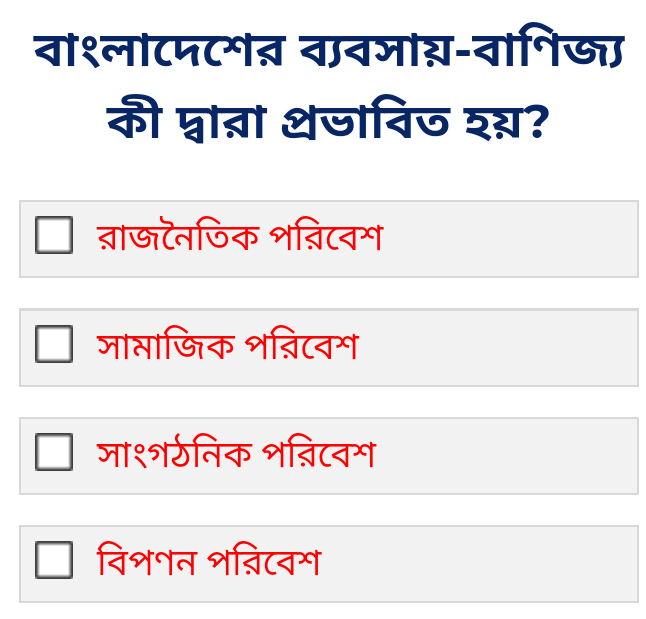 বাংলাদেশের ব্যবসায়-বাণিজ্য
কী দ্বারা প্রভাবিত হয়?
রাজনৈতিক পরিবেশ
সামাজিক পরিবেশ
সাংগঠনিক পরিবেশ
বিপণন পরিবেশ